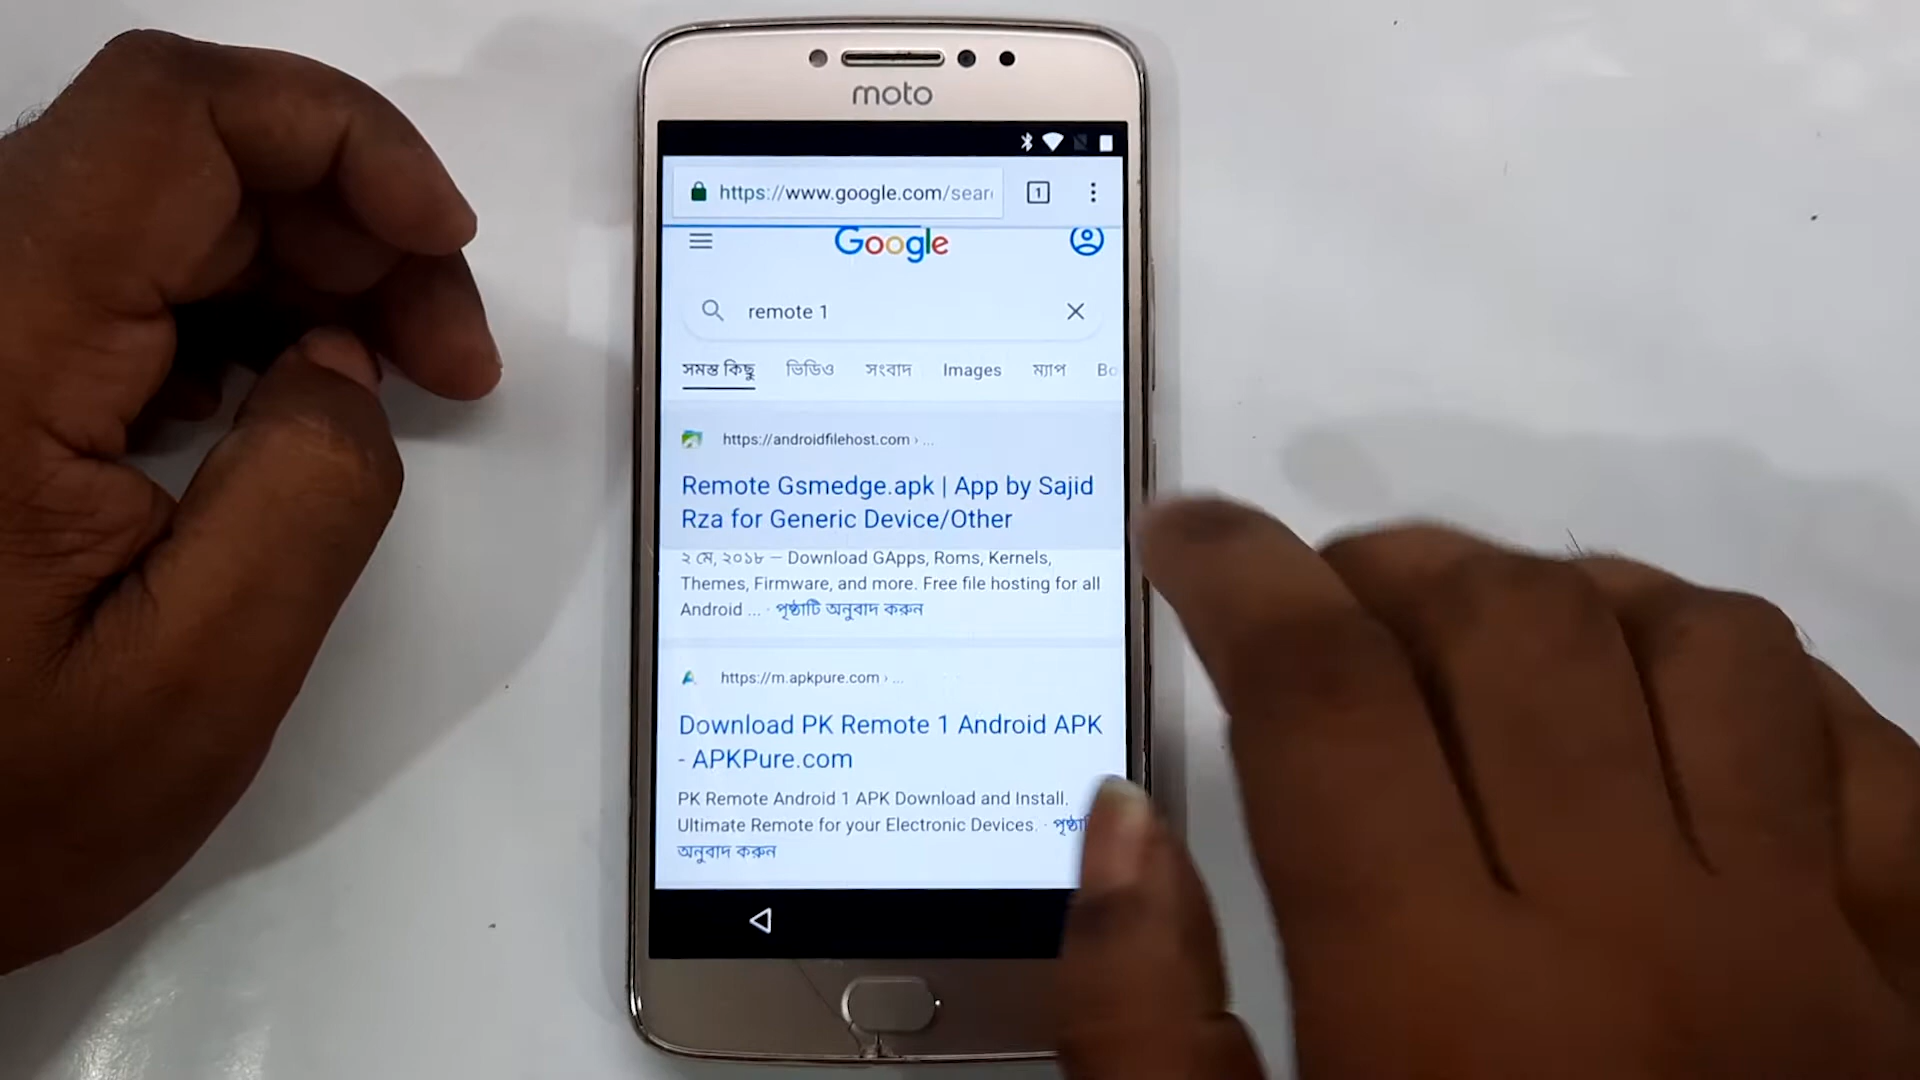 moto
https://www.google.com/sear
1
Google
remote 1
সমস্ত কিছু ভিডিও সংবাদ Images ম্যাপ Bo
https://androidfilehost.com › ...
Remote Gsmedge.apk | App by Sajid
Rza for Generic Device/Other
২ মে, ২০১৮ — Download GApps, Roms, Kernels,
Themes, Firmware, and more. Free file hosting for all
Android ... · পৃষ্ঠাটি অনুবাদ করুন
https://m.apkpure.com › ...
Download PK Remote 1 Android APK
- APKPure.com
PK Remote Android 1 APK Download and Install.
Ultimate Remote for your Electronic Devices. ·
অনুবাদ করুন